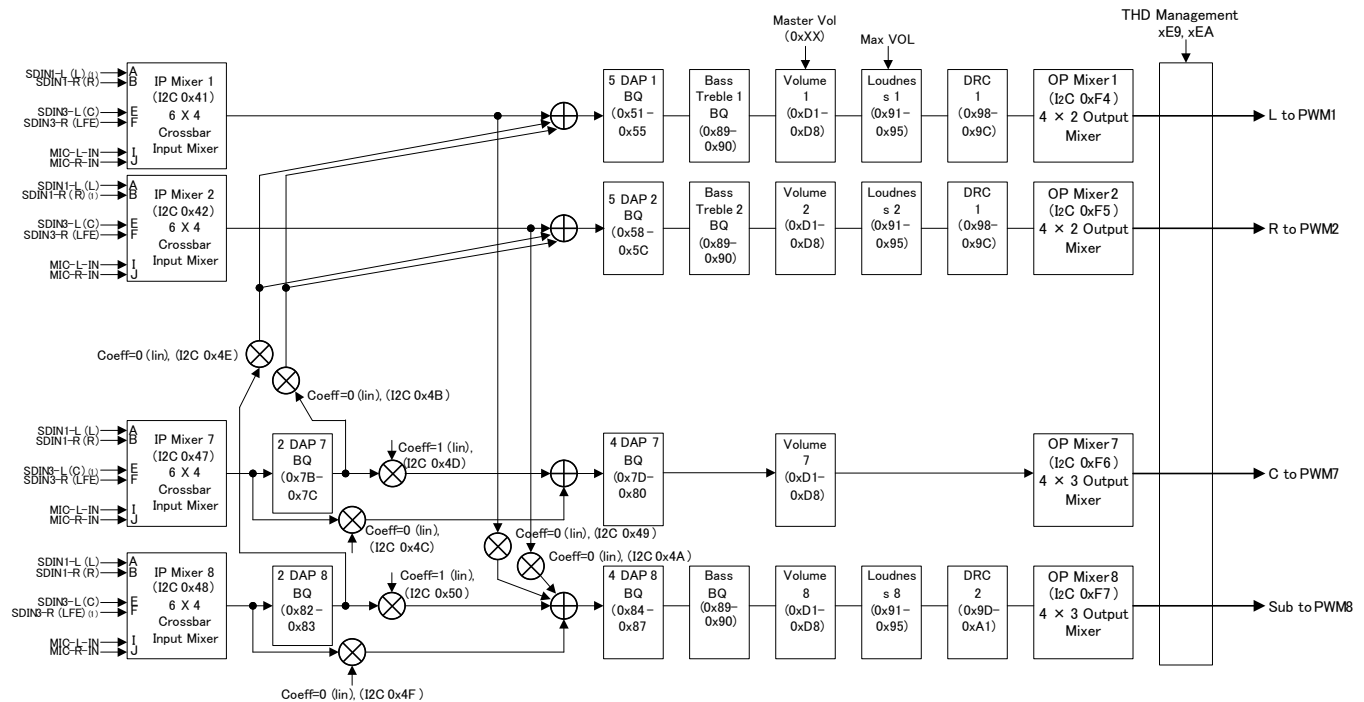 THD Management
xE9, xEA
Master Vol
(0xXX)
Max VOL
SDIN1-L (L) (1)
SDIN1-R (R)
SDIN3-L (C)
SDIN3-R (LFE)
MIC-L-IN
MIC-R-IN
A
B
E
F
I
J
IP Mixer 1
(I2C 0x41)
6 X 4
Crossbar
Input Mixer
5 DAP 1
BQ
(0x51-
0x55
Bass
Treble 1
BQ
(0x89-
0x90)
Volume
1
(0xD1-
0xD8)
Loudnes
s 1
(0x91-
0x95)
DRC
1
(0x98-
0x9C)
OP Mixer 1
(I2C 0xF4)
4 × 2 Output
Mixer
L to PWM1
SDIN1-L (L)
SDIN1-R (R) (1)
SDIN3-L (C)
SDIN3-R (LFE)
MIC-L-IN
MIC-R-IN
A
B
E
F
I
J
IP Mixer 2
(I2C 0x42)
6 X 4
Crossbar
Input Mixer
5 DAP 2
BQ
(0x58-
5C)
Bass
Treble 2
BQ
(0x89-
0x90)
Volume
2
(0xD1-
0xD8)
Loudnes
s 2
(0x91-
0x95)
DRC
1
(0x98-
0x9C)
OP Mixer2
(I2C 0xF5)
4 × 2 Output
Mixer
R to PWM2
Coeff=0 (lin), (I2C 0x4E)
Coeff=0 (lin), (I2C 0x4B)
SDIN1-L (L)
SDIN1-R (R)
SDIN3-L (C) (1)
SDIN3-R (LFE)
MIC-L-IN
MIC-R-IN
A
B
E
F
I
J
IP Mixer 7
(I2C 0x47)
6 X 4
Crossbar
Input Mixer
2 DAP 7
BQ
(0x7B-
0x7C
Coeff=1 (lin),
(I2C 0x4D)
Coeff=0 (lin),
(I2C 0x4C)
4 DAP 7
BQ
(0x7D-
0x80
Volume
7
(0xD1-
0xD8)
OP Mixer7
(I2C 0xF6)
4 × 3 Output
Mixer
C to PWM7
Coeff=0 (lin), (I2C 0x49)
Coeff=0 (lin), (I2C 0x4A)
SDIN1-L (L)
SDIN1-R (R)
SDIN3-L (C)
SDIN3-R (LFE) (1)
MIC-L-IN
MIC-R-IN
A
B
E
F
I
J
IP Mixer 8
(I2C 0x48)
6 X 4
Crossbar
Input Mixer
2 DAP 8
BQ
(0x82-
0x83
Coeff=1 (lin),
(I2C 0x50)
Coeff=0 (lin), (I2C 0x4F)
4 DAP 8
BQ
(0x84-
0x87
Bass
BQ
(0x89-
0x90)
Volume
8
(0xD1-
0xD8)
Loudnes
s 8
(0x91-
0x95)
DRC
2
(0x9D-
0xA1)
OP Mixer8
(I2C 0xF7)
4 × 3 Output
Mixer
Sub to PWM8